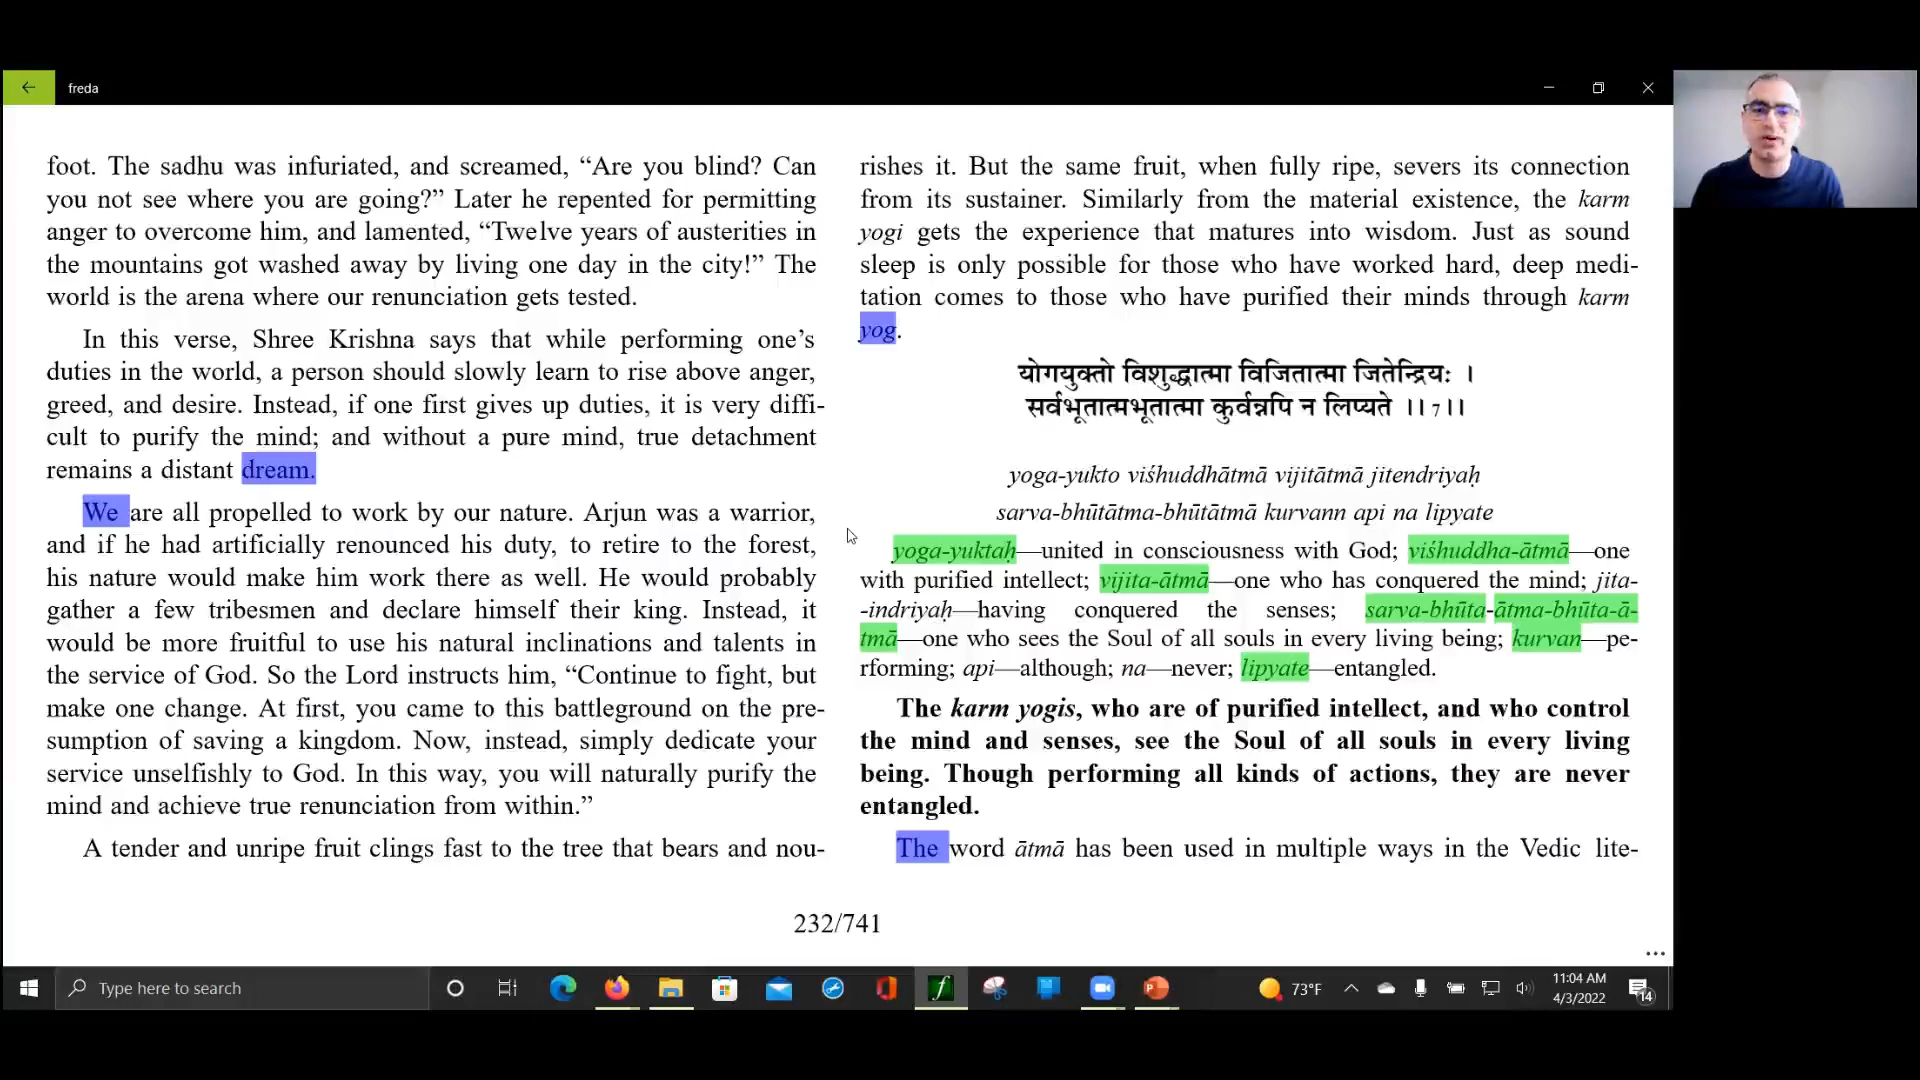 freda
foot. The sadhu was infuriated, and screamed, “Are you blind? Can
you not see where you are going?” Later he repented for permitting
anger to overcome him, and lamented, “Twelve years of austerities in
the mountains got washed away by living one day in the city!” The
world is the arena where our renunciation gets tested.
In this verse, Shree Krishna says that while performing one’s
duties in the world, a person should slowly learn to rise above anger,
greed, and desire. Instead, if one first gives up duties, it is very diffi-
cult to purify the mind; and without a pure mind, true detachment
remains a distant dream.
We are all propelled to work by our nature. Arjun was a warrior,
and if he had artificially renounced his duty, to retire to the forest,
his nature would make him work there as well. He would probably
gather a few tribesmen and declare himself their king. Instead, it
would be more fruitful to use his natural inclinations and talents in
the service of God. So the Lord instructs him, “Continue to fight, but
make one change. At first, you came to this battleground on the pre-
sumption of saving a kingdom. Now, instead, simply dedicate your
service unselfishly to God. In this way, you will naturally purify the
mind and achieve true renunciation from within.”
A tender and unripe fruit clings fast to the tree that bears and nou-
rishes it. But the same fruit, when fully ripe, severs its connection
from its sustainer. Similarly from the material existence, the karm
yogi gets the experience that matures into wisdom. Just as sound
sleep is only possible for those who have worked hard, deep medi-
tation comes to those who have purified their minds through karm
yog.
योगयुक्तो विशुद्धात्मा विजितात्मा जितेन्द्रियः ।
सर्वभूतात्मभूतात्मा कुर्वन्नपि न लिप्यते ।। 7 ।।
yoga-yukto viśhuddhātmā vijitātmā jitendriyaḥ
sarva-bhūtātma-bhūtātmā kurvann api na lipyate
yoga-yuktaḥ—united in consciousness with God; viśhuddha-ātmā—one
with purified intellect; vijita-ātmā—one who has conquered the mind; jita-
-indriyaḥ—having conquered the senses; sarva-bhūta-ātma-bhūta-ā-
tmā—one who sees the Soul of all souls in every living being; kurvan—pe-
rforming; api—although; na—never; lipyate—entangled.
The karm yogis, who are of purified intellect, and who control
the mind and senses, see the Soul of all souls in every living
being. Though performing all kinds of actions, they are never
entangled.
The word ātmā has been used in multiple ways in the Vedic lite-
232/741
Type here to search
73°F
11:04 AM
4/3/2022
14